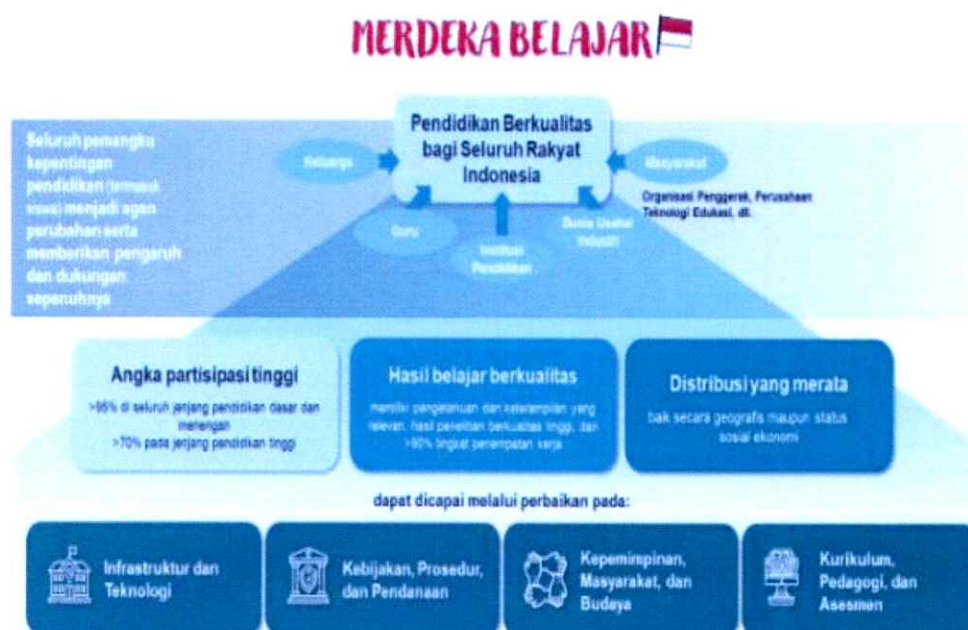 MERDEKA BELAJAR
Pendidikan Berkualitas
bagi Seluruh Rakyat
Indonesia
Seluruh pemangku
kepentingan
pendidikan (termasuk
siswa) menjadi agen
perubahan serta
memberikan pengaruh
dan dukungan
sepenuhnya
Keluarga
Masyarakat
Organisasi Penggerak, Perusahaan
Teknologi Edukasi, dll.
Guru
Institusi
Pendidikan
Dunia Usaha/
Industri
Angka partisipasi tinggi
>95% di seluruh jenjang pendidikan dasar dan
menengah
>70% pada jenjang pendidikan tinggi
Hasil belajar berkualitas
memiliki pengetahuan dan keterampilan yang
relevan, hasil penelitian berkualitas tinggi, dan
>90% tingkat penempatan kerja
Distribusi yang merata
baik secara geografis maupun status
sosial ekonomi
dapat dicapai melalui perbaikan pada:
Infrastruktur dan
Teknologi
Kebijakan, Prosedur,
dan Pendanaan
Kepemimpinan,
Masyarakat, dan
Budaya
Kurikulum,
Pedagogi, dan
Asesmen